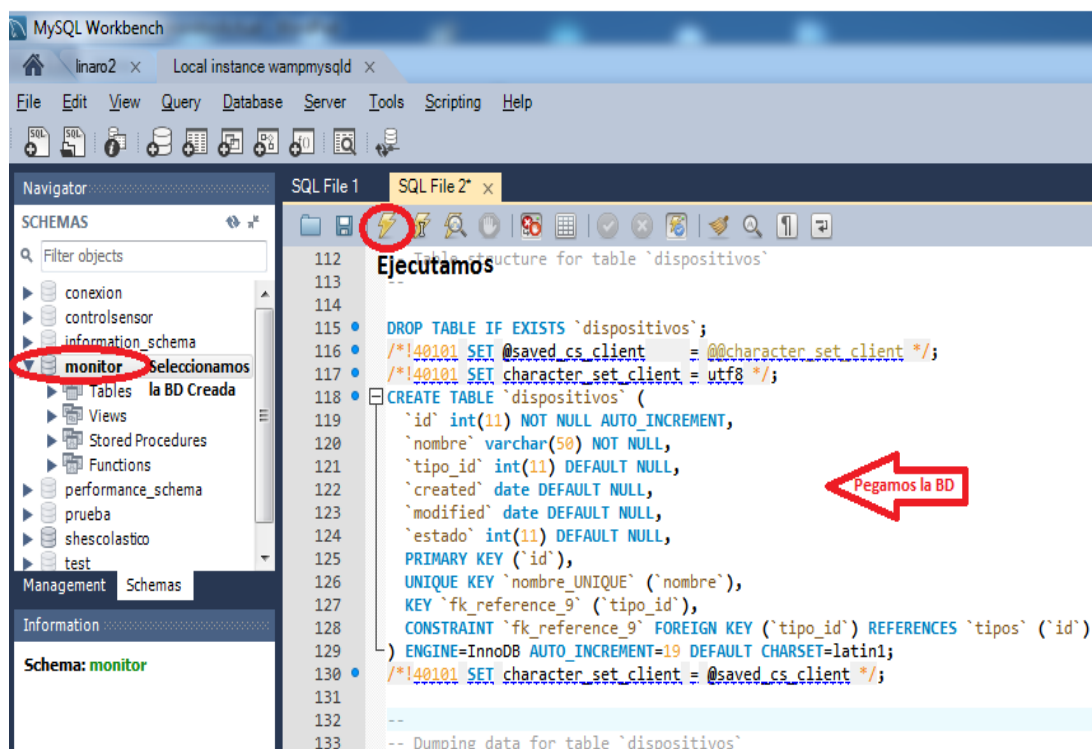 MySQL Workbench
linaro2 × Local instance wampmysqld ×
File Edit View Query Database Server Tools Scripting Help
Navigator
SCHEMAS
Filter objects
conexion
controlsensor
information_schema
monitor Seleccionamos
Tables la BD Creada
Views
Stored Procedures
Functions
performance_schema
prueba
shescolastico
test
Management Schemas
Information
Schema: monitor
SQL File 1 SQL File 2* ×
Ejecutamos
112 -- Table structure for table `dispositivos`
113 --
114
115 DROP TABLE IF EXISTS `dispositivos`;
116 /*!40101 SET @saved_cs_client     = @@character_set_client */;
117 /*!40101 SET character_set_client = utf8 */;
118 CREATE TABLE `dispositivos` (
119 `id` int(11) NOT NULL AUTO_INCREMENT,
120 `nombre` varchar(50) NOT NULL,
121 `tipo_id` int(11) DEFAULT NULL,
122 `created` date DEFAULT NULL,
123 `modified` date DEFAULT NULL,
124 `estado` int(11) DEFAULT NULL,
125 PRIMARY KEY (`id`),
126 UNIQUE KEY `nombre_UNIQUE` (`nombre`),
127 KEY `fk_reference_9` (`tipo_id`),
128 CONSTRAINT `fk_reference_9` FOREIGN KEY (`tipo_id`) REFERENCES `tipos` (`id`)
129 ) ENGINE=InnoDB AUTO_INCREMENT=19 DEFAULT CHARSET=latin1;
130 /*!40101 SET character_set_client = @saved_cs_client */;
131
132 --
133 -- Dumping data for table `dispositivos`
Pegamos la BD